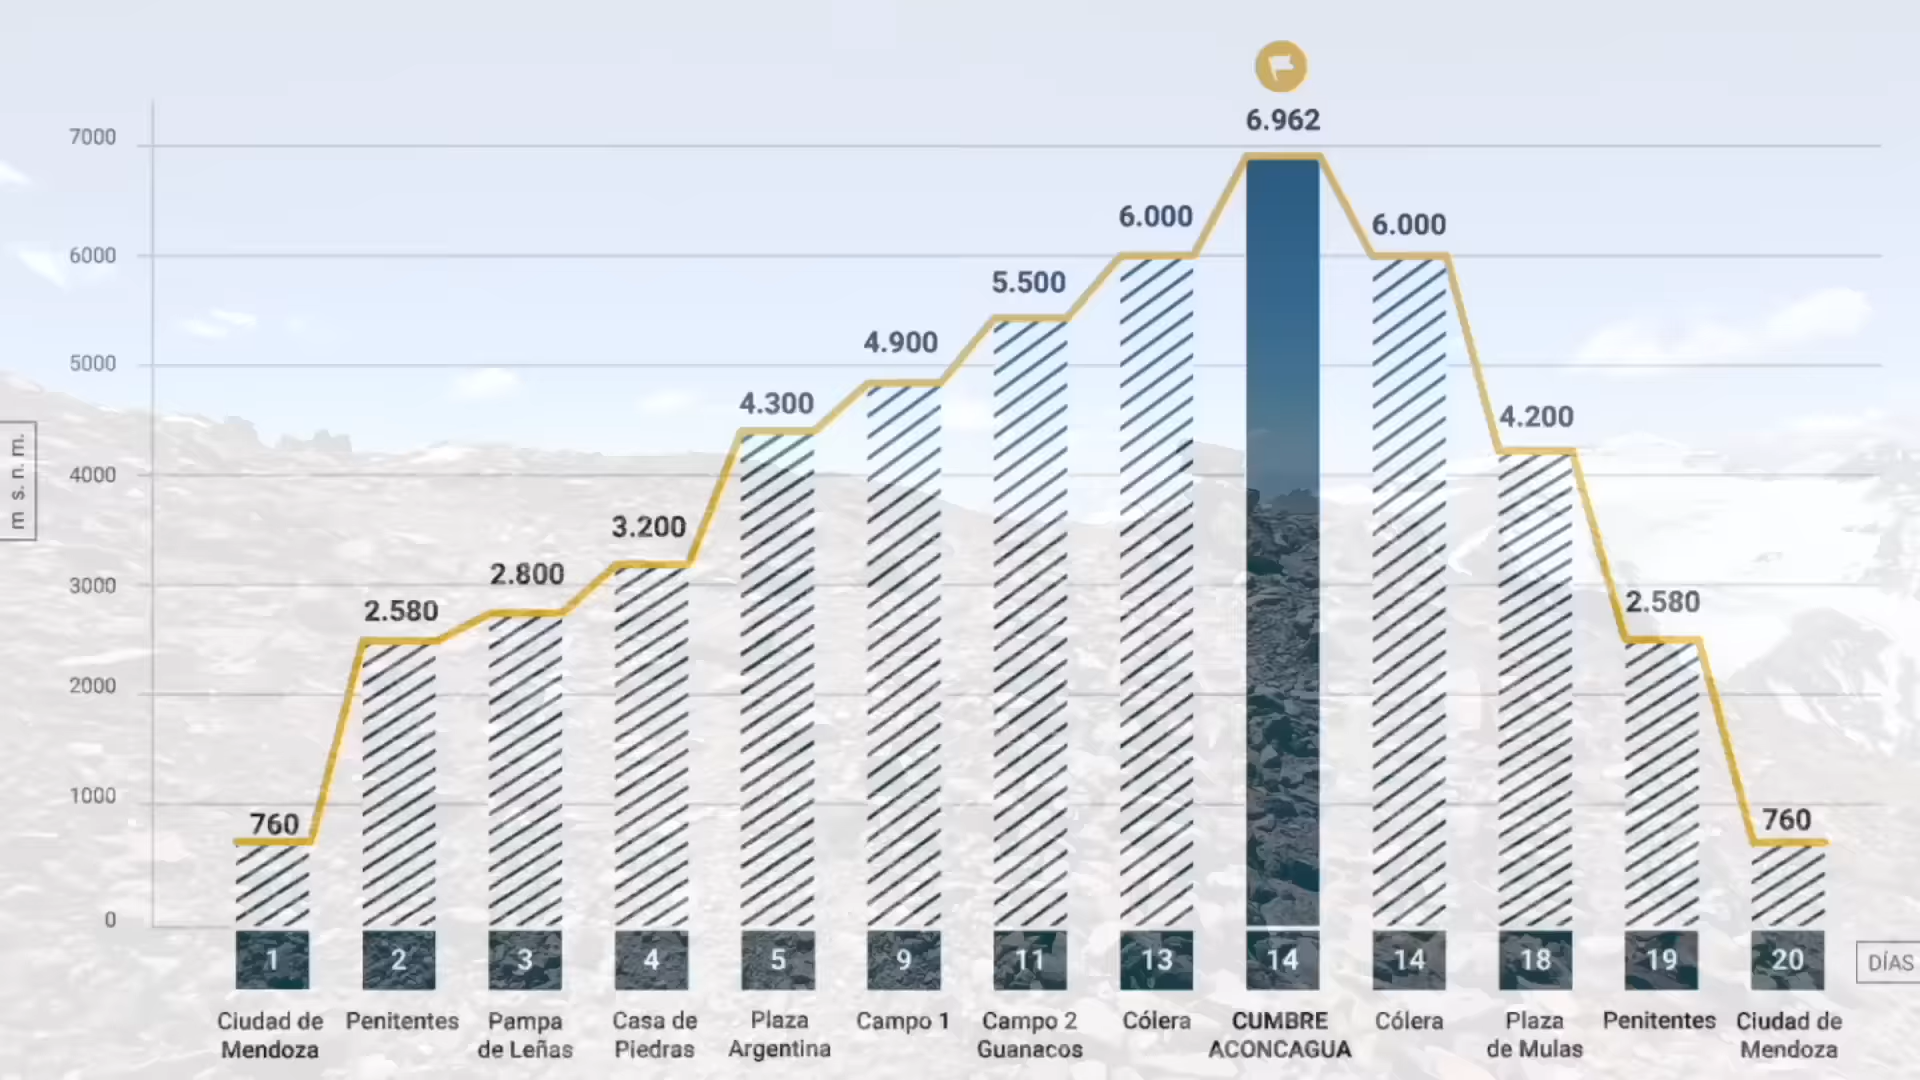 6.962
7000
6.000
6.000
6000
5.500
4.900
5000
4.300
4.200
m s. n. m.
4000
3.200
2.800
3000
2.580
2.580
2000
1000
760
760
0
1 2 3 4 5 9 11 13 14 14 18 19 20
DÍAS
Ciudad de
Mendoza
Penitentes
Pampa
de Leñas
Casa de
Piedras
Plaza
Argentina
Campo 1
Campo 2
Guanacos
Cólera
CUMBRE
ACONCAGUA
Cólera
Plaza
de Mulas
Penitentes
Ciudad de
Mendoza